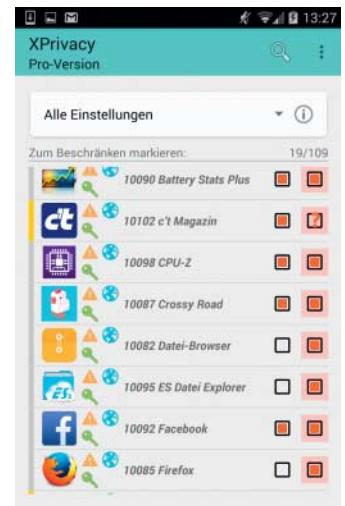 13:27
XPrivacy
Pro-Version
Alle Einstellungen
Zum Beschränken markieren: 19/109
10090 Battery Stats Plus
c't 10102 c't Magazin
?
10098 CPU-Z
10087 Crossy Road
10082 Datei-Browser
ES 10095 ES Datei Explorer
f 10092 Facebook
10085 Firefox